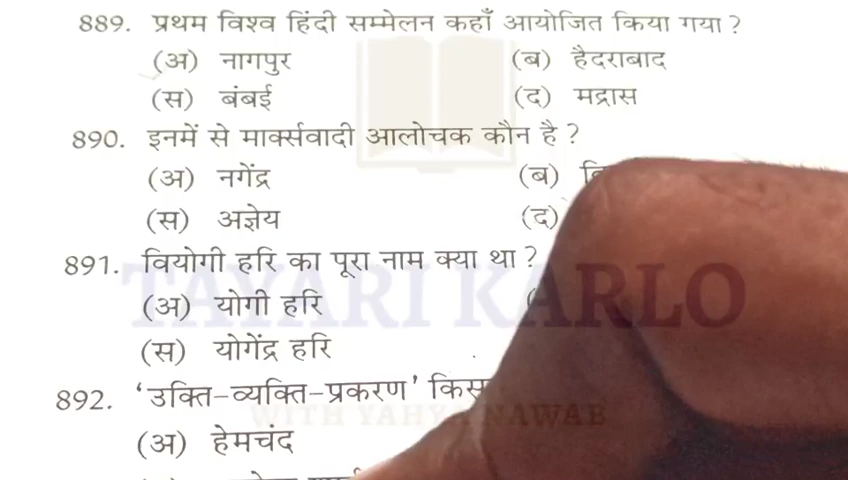 889. प्रथम विश्व हिंदी सम्मेलन कहाँ आयोजित किया गया ?
(अ) नागपुर (ब) हैदराबाद
(स) बंबई (द) मद्रास
890. इनमें से मार्क्सवादी आलोचक कौन है ?
(अ) नगेंद्र (ब)
(स) अज्ञेय (द)
891. वियोगी हरि का पूरा नाम क्या था ?
(अ) योगी हरि
(स) योगेंद्र हरि
TAYARI KARLO
892. 'उक्ति-व्यक्ति-प्रकरण'
WITH YAHYA NAWAB
(अ) हेमचंद